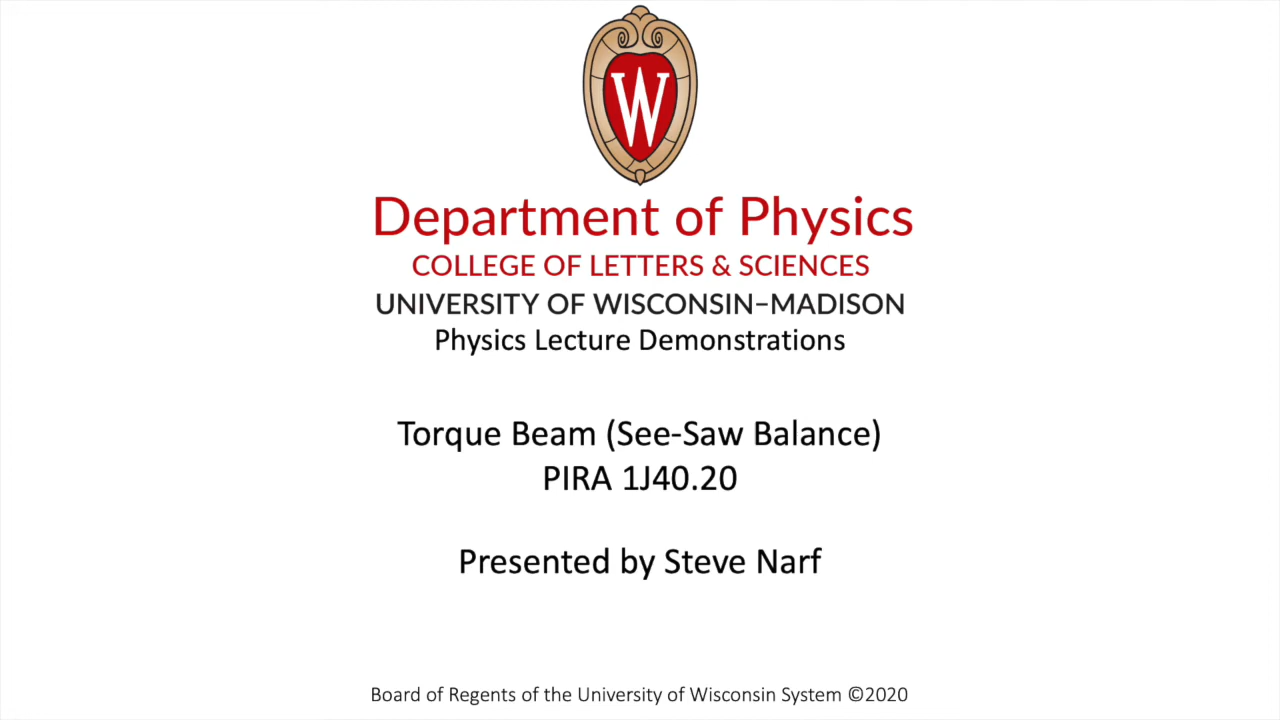 W
Department of Physics
COLLEGE OF LETTERS & SCIENCES
UNIVERSITY OF WISCONSIN–MADISON
Physics Lecture Demonstrations
Torque Beam (See-Saw Balance)
PIRA 1J40.20
Presented by Steve Narf
Board of Regents of the University of Wisconsin System ©2020